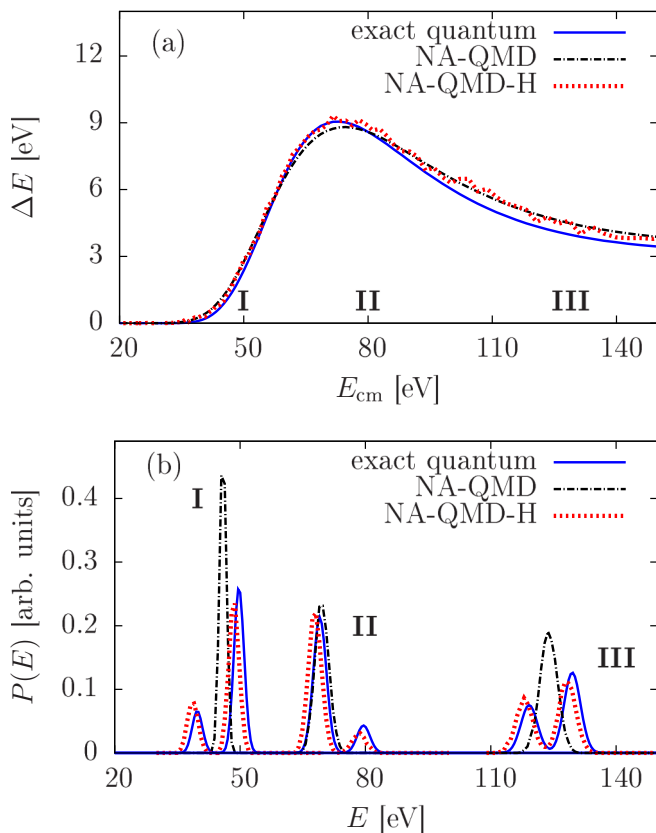 (a)
exact quantum
NA-QMD
NA-QMD-H
ΔE [eV]
12
9
6
3
0
I
II
III
20
50
80
110
140
E_cm [eV]
(b)
exact quantum
NA-QMD
NA-QMD-H
P(E) [arb. units]
0.4
0.3
0.2
0.1
0
I
II
III
20
50
80
110
140
E [eV]